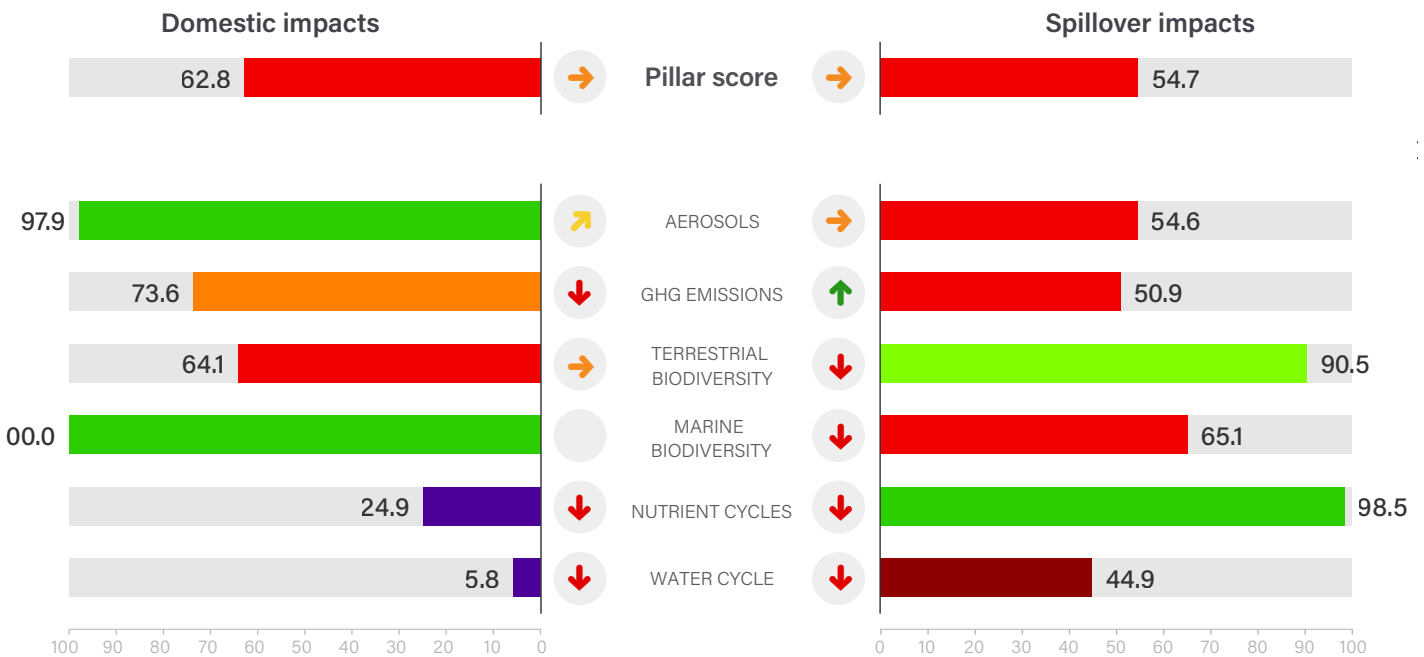 Domestic impacts
Spillover impacts
62.8
Pillar score
54.7
97.9
AEROSOLS
54.6
73.6
GHG EMISSIONS
50.9
64.1
TERRESTRIAL
BIODIVERSITY
90.5
00.0
MARINE
BIODIVERSITY
65.1
24.9
NUTRIENT CYCLES
98.5
5.8
WATER CYCLE
44.9
100 90 80 70 60 50 40 30 20 10 0
0 10 20 30 40 50 60 70 80 90 100